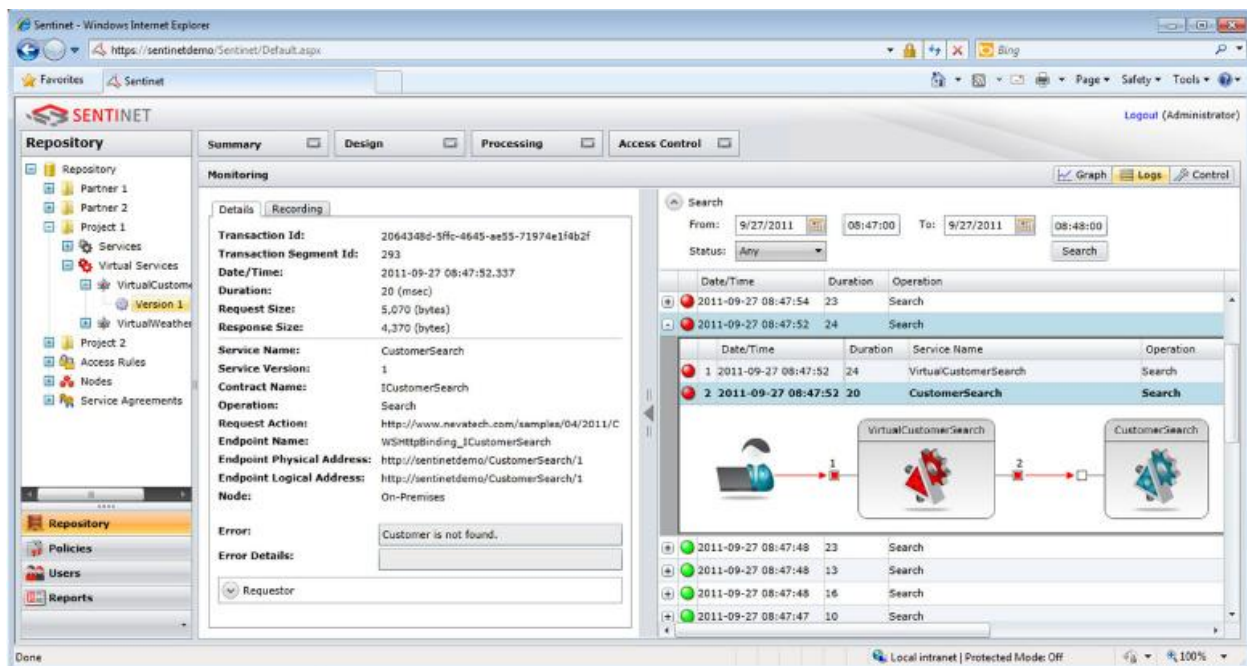 Sentinet - Windows Internet Explorer
https://sentinetdemo/Sentinet/Default.aspx
Bing
Favorites Sentinet Page Safety Tools
SENTINET
Logout (Administrator)
Repository
Summary Design Processing Access Control
Repository
Partner 1
Partner 2
Project 1
Services
Virtual Services
VirtualCustome
Version 1
VirtualWeather
Project 2
Access Rules
Nodes
Service Agreements
Repository
Policies
Users
Reports
Monitoring
Graph Logs Control
Details Recording
Transaction Id: 2064348d-5ffc-4645-ae55-71974e1f4b2f
Transaction Segment Id: 293
Date/Time: 2011-09-27 08:47:52.337
Duration: 20 (msec)
Request Size: 5,070 (bytes)
Response Size: 4,370 (bytes)
Service Name: CustomerSearch
Service Version: 1
Contract Name: ICustomerSearch
Operation: Search
Request Action: http://www.nevatech.com/samples/04/2011/C
Endpoint Name: WSHttpBinding_ICustomerSearch
Endpoint Physical Address: http://sentinetdemo/CustomerSearch/1
Endpoint Logical Address: http://sentinetdemo/CustomerSearch/1
Node: On-Premises
Error: Customer is not found.
Error Details:
Requestor
Search
From: 9/27/2011 08:47:00 To: 9/27/2011 08:48:00
Status: Any Search
Date/Time Duration Operation
2011-09-27 08:47:54 23 Search
2011-09-27 08:47:52 24 Search
Date/Time Duration Service Name Operation
1 2011-09-27 08:47:52 24 VirtualCustomerSearch Search
2 2011-09-27 08:47:52 20 CustomerSearch Search
VirtualCustomerSearch CustomerSearch
1 2
2011-09-27 08:47:48 23 Search
2011-09-27 08:47:48 13 Search
2011-09-27 08:47:48 16 Search
2011-09-27 08:47:47 10 Search
Done
Local intranet | Protected Mode: Off 100%